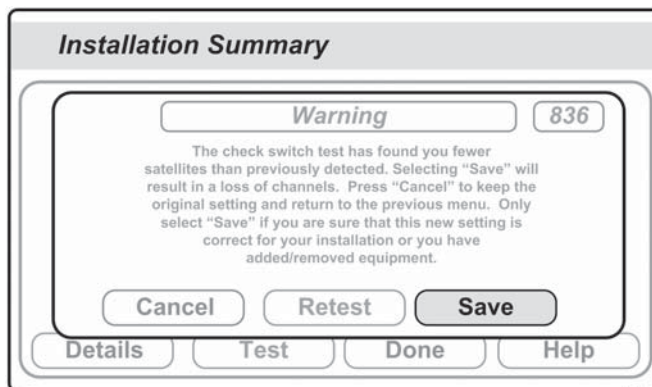 Installation Summary
Warning
836
The check switch test has found you fewer
satellites than previously detected. Selecting “Save” will
result in a loss of channels.  Press “Cancel” to keep the
original setting and return to the previous menu.  Only
select “Save” if you are sure that this new setting is
correct for your installation or you have
added/removed equipment.
Cancel
Retest
Save
Details
Test
Done
Help